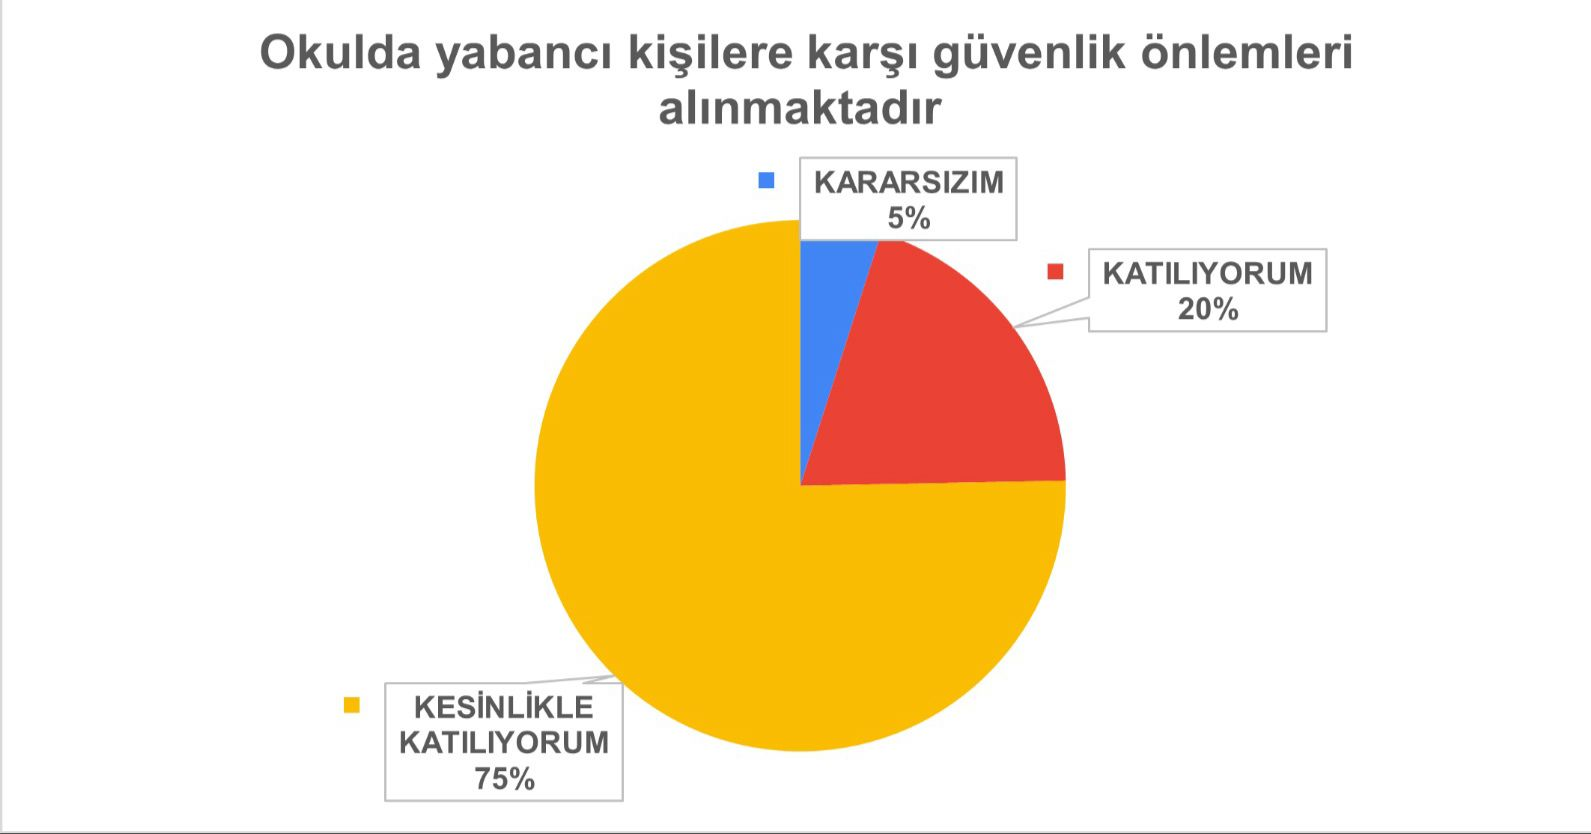 Okulda yabancı kişilere karşı güvenlik önlemleri
alınmaktadır
KARARSIZIM
5%
KATILIYORUM
20%
KESİNLİKLE
KATILIYORUM
75%